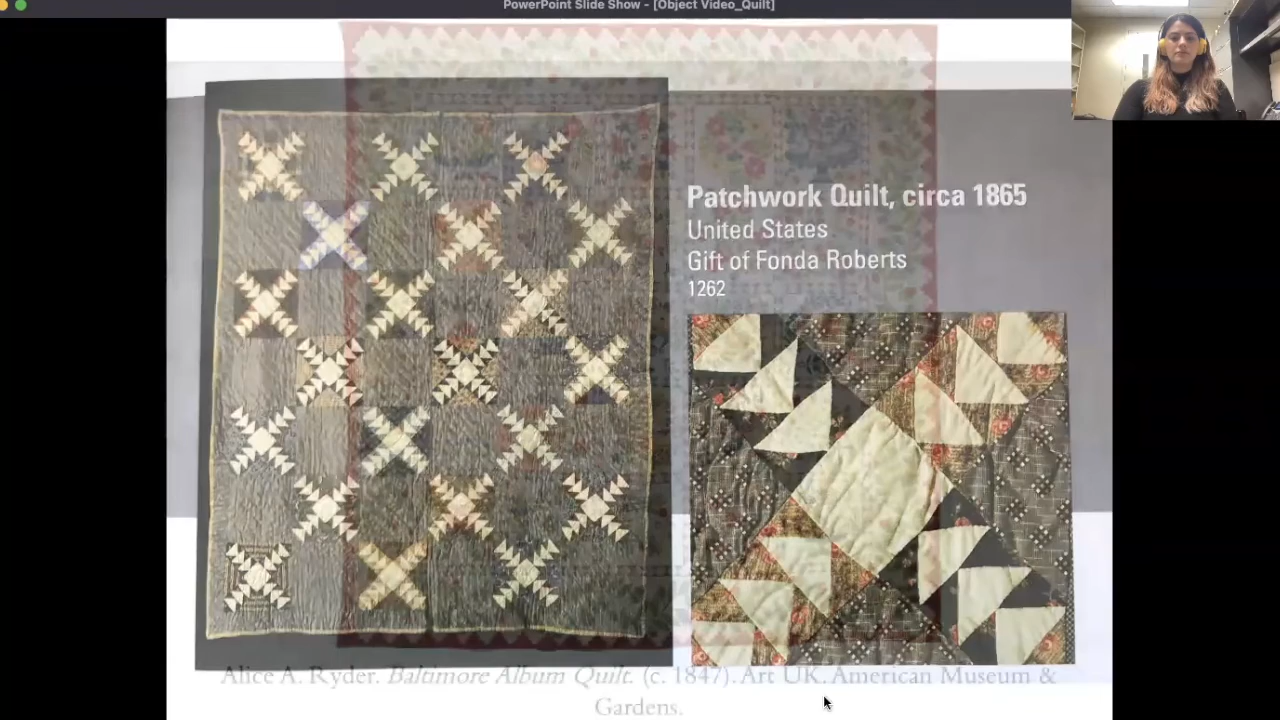 PowerPoint Slide Show - [Object Video_Quilt]
Patchwork Quilt, circa 1865
United States
Gift of Fonda Roberts
1262
Alice A. Ryder. Baltimore Album Quilt. (c. 1847). Art UK. American Museum &
Gardens.